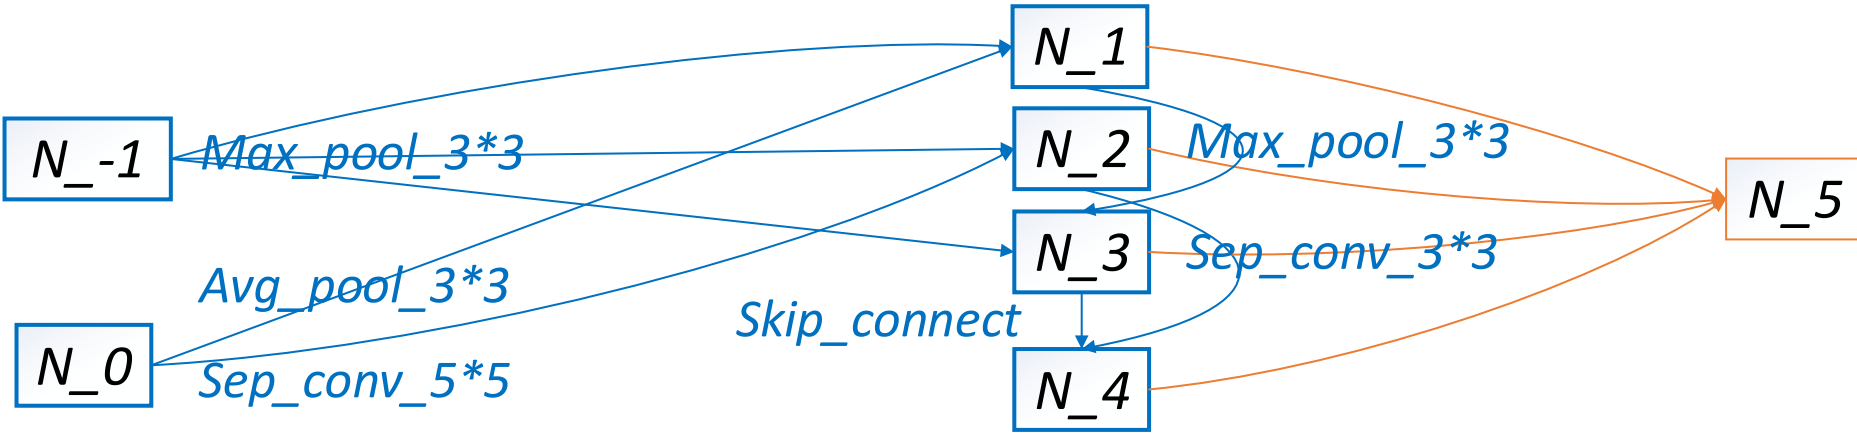 N_1
N_-1
Max_pool_3*3
N_2
Max_pool_3*3
N_5
N_3
Sep_conv_3*3
Avg_pool_3*3
Skip_connect
N_0
Sep_conv_5*5
N_4